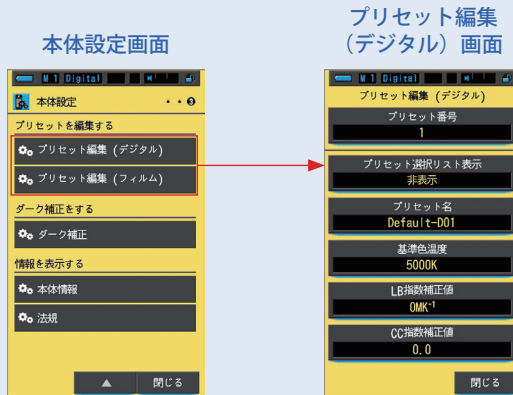 本体設定画面
M 1 Digital M
本体設定 ・・❸
プリセットを編集する
プリセット編集 (デジタル)
プリセット編集 (フィルム)
ダーク補正をする
ダーク補正
情報を表示する
本体情報
法規
▲ 閉じる
プリセット編集
（デジタル）画面
M 1 Digital M
プリセット編集 (デジタル)
プリセット番号
1
プリセット選択リスト表示
非表示
プリセット名
Default-D01
基準色温度
5000K
LB指数補正値
0MK⁻¹
CC指数補正値
0.0
閉じる